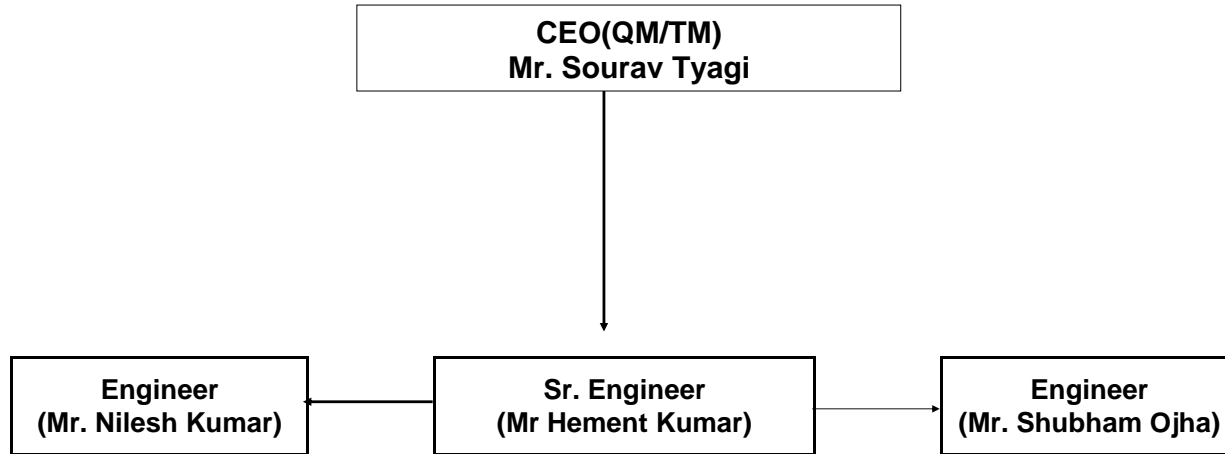 CEO(QM/TM)
Mr. Sourav Tyagi
Engineer
(Mr. Nilesh Kumar)
Sr. Engineer
(Mr Hement Kumar)
Engineer
(Mr. Shubham Ojha)